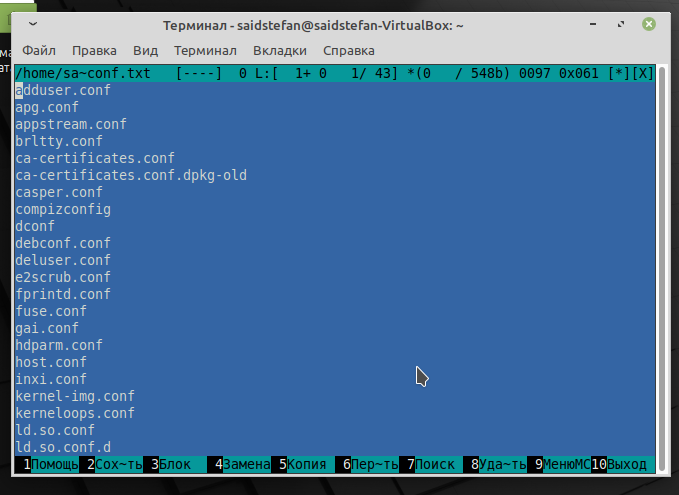 Терминал - saidstefan@saidstefan-VirtualBox: ~
Файл Правка Вид Терминал Вкладки Справка
/home/sa~conf.txt [----] 0 L:[ 1+ 0 1/ 43] *(0 / 548b) 0097 0x061 [*][X]
adduser.conf
apg.conf
appstream.conf
brltty.conf
ca-certificates.conf
ca-certificates.conf.dpkg-old
casper.conf
compizconfig
dconf
debconf.conf
deluser.conf
e2scrub.conf
fprintd.conf
fuse.conf
gai.conf
hdparm.conf
host.conf
inxi.conf
kernel-img.conf
kerneloops.conf
ld.so.conf
ld.so.conf.d
1Помощь 2Сох~ть 3Блок 4Замена 5Копия 6Пер~ть 7Поиск 8Уда~ть 9МенюMC 10Выход